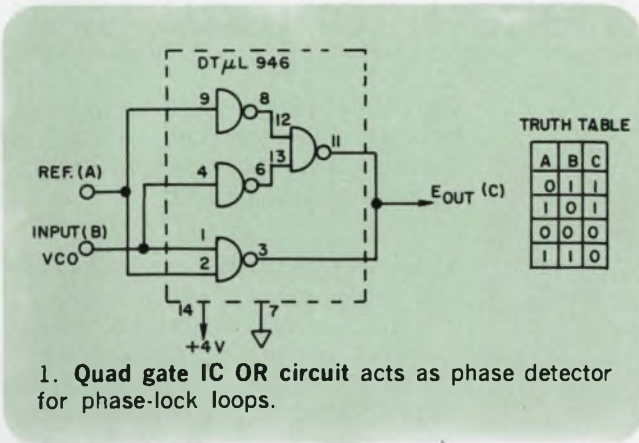 DTμL 946
9
8
12
11
13
4
6
1
2
3
14
7
+4V
REF. (A)
INPUT(B)
VCO
EOUT (C)
TRUTH TABLE
A B C
0 1 1
1 0 1
0 0 0
1 1 0
1. Quad gate IC OR circuit acts as phase detector
for phase-lock loops.